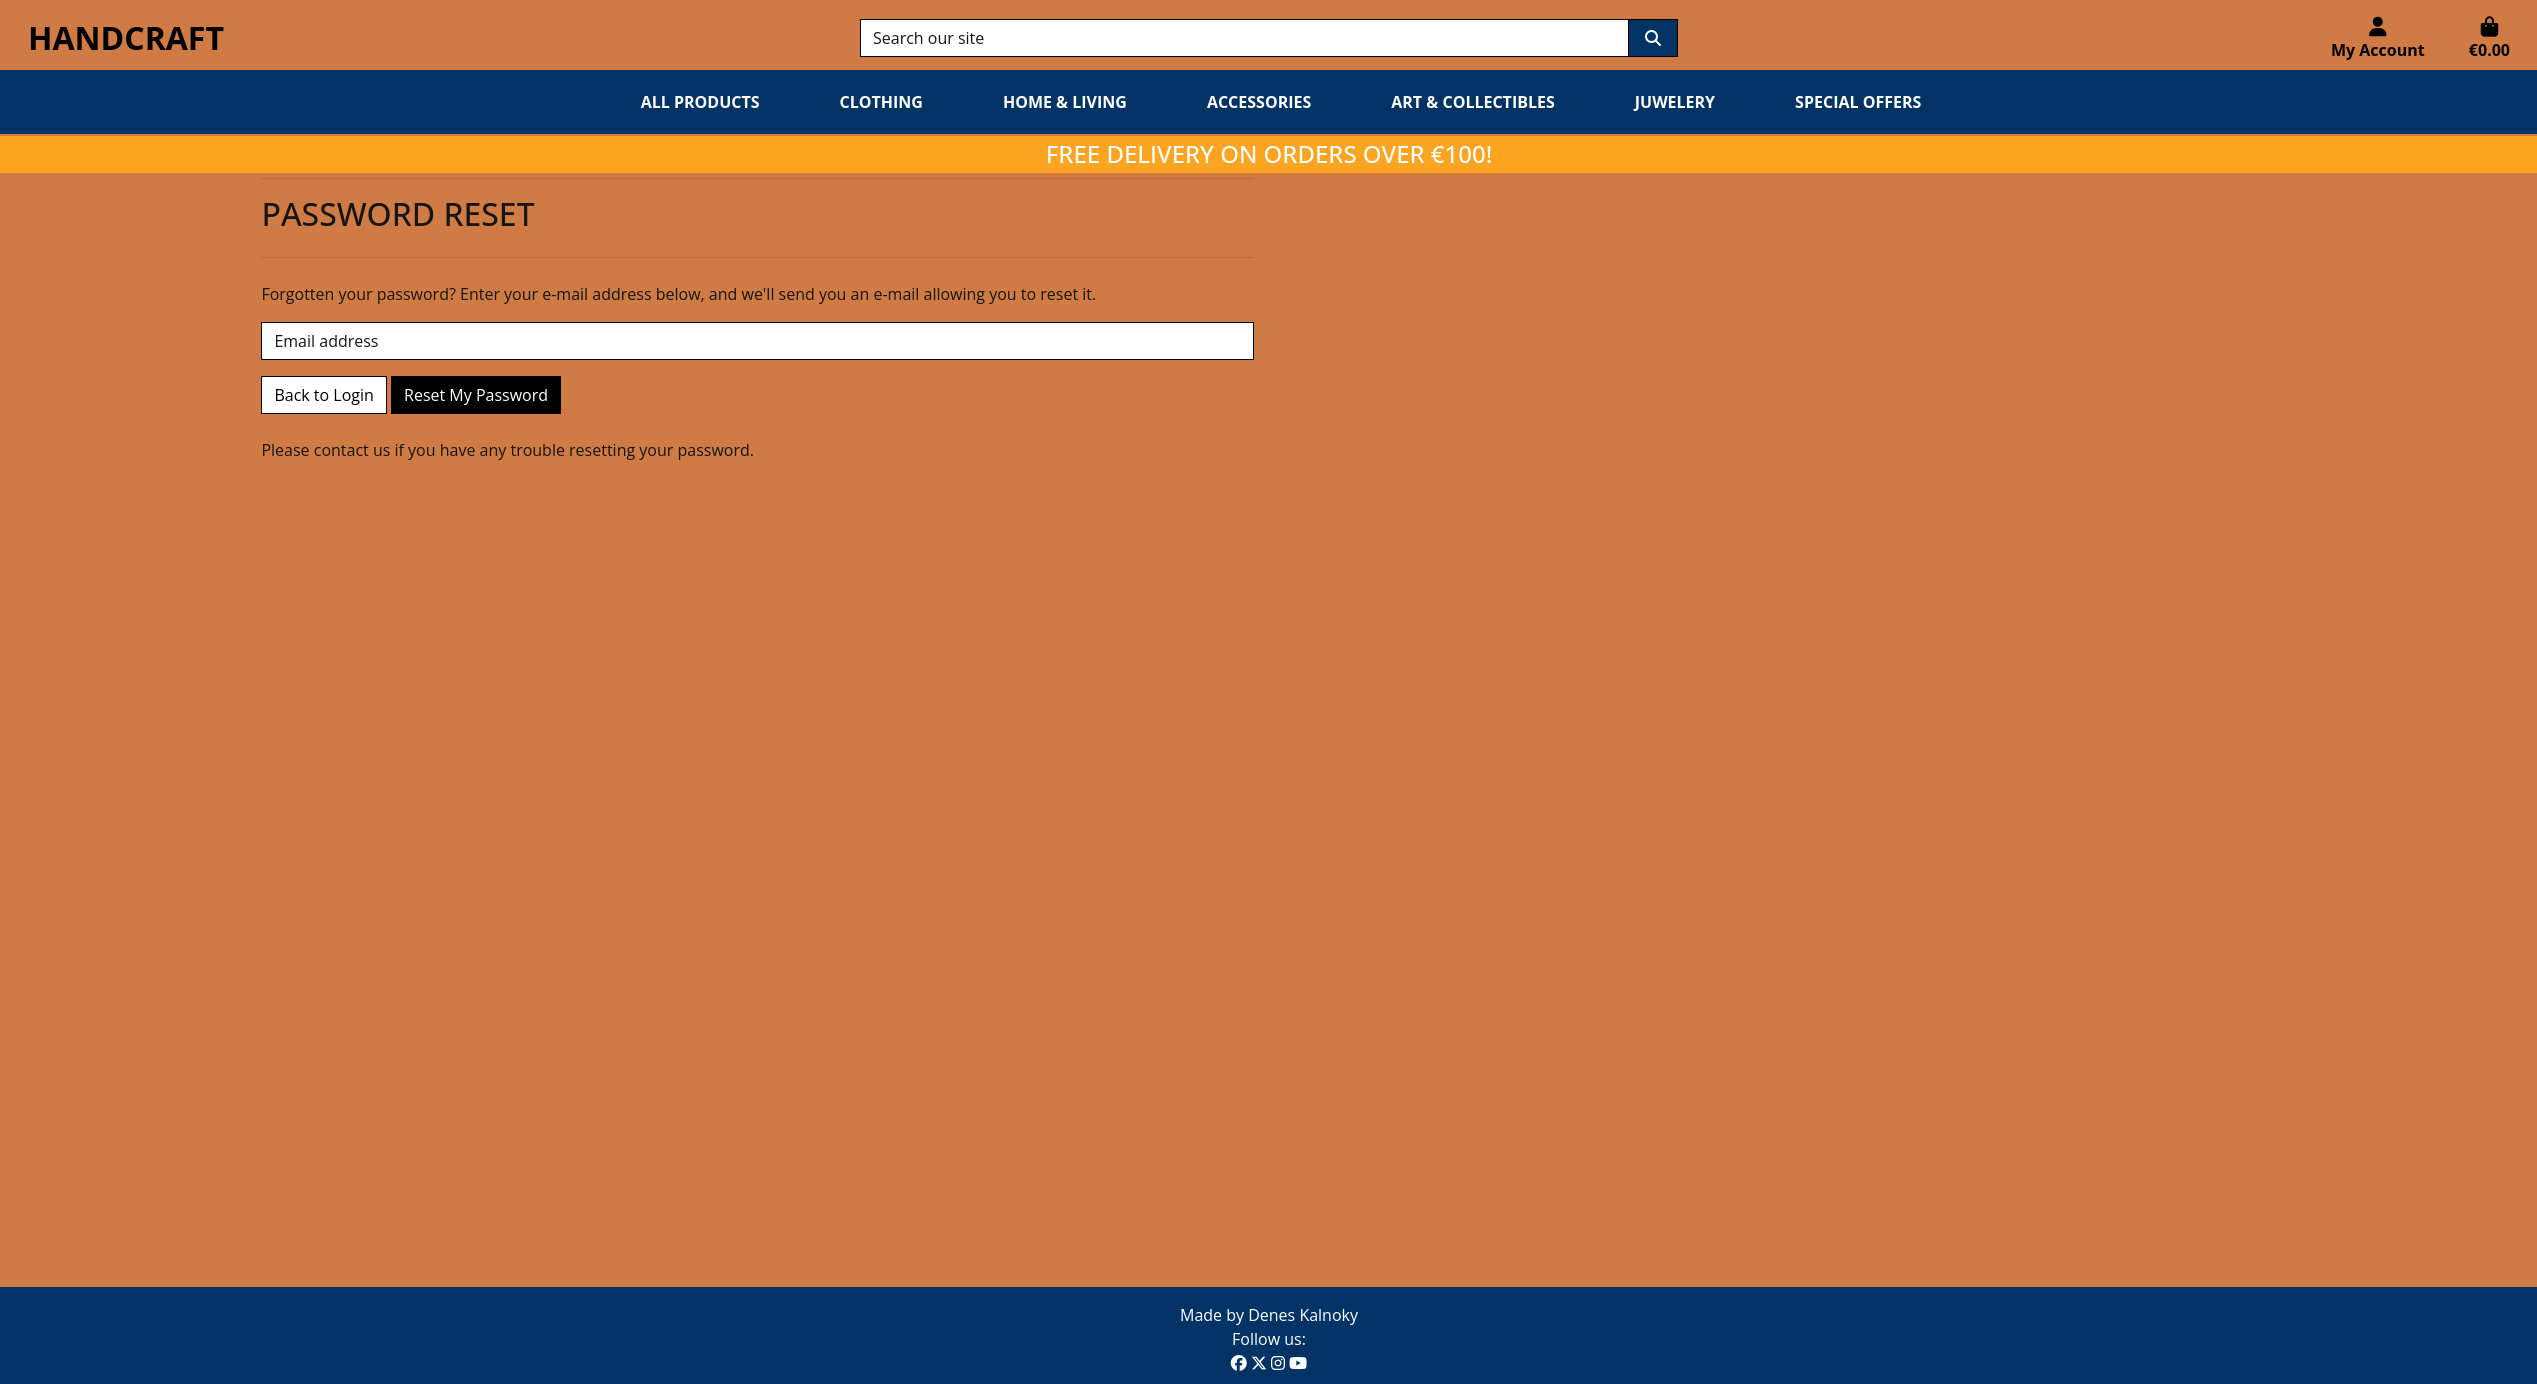 HANDCRAFT
Search our site
My Account
€0.00
ALL PRODUCTS
CLOTHING
HOME & LIVING
ACCESSORIES
ART & COLLECTIBLES
JUWELERY
SPECIAL OFFERS
FREE DELIVERY ON ORDERS OVER €100!
PASSWORD RESET
Forgotten your password? Enter your e-mail address below, and we'll send you an e-mail allowing you to reset it.
Email address
Back to Login
Reset My Password
Please contact us if you have any trouble resetting your password.
Made by Denes Kalnoky
Follow us: